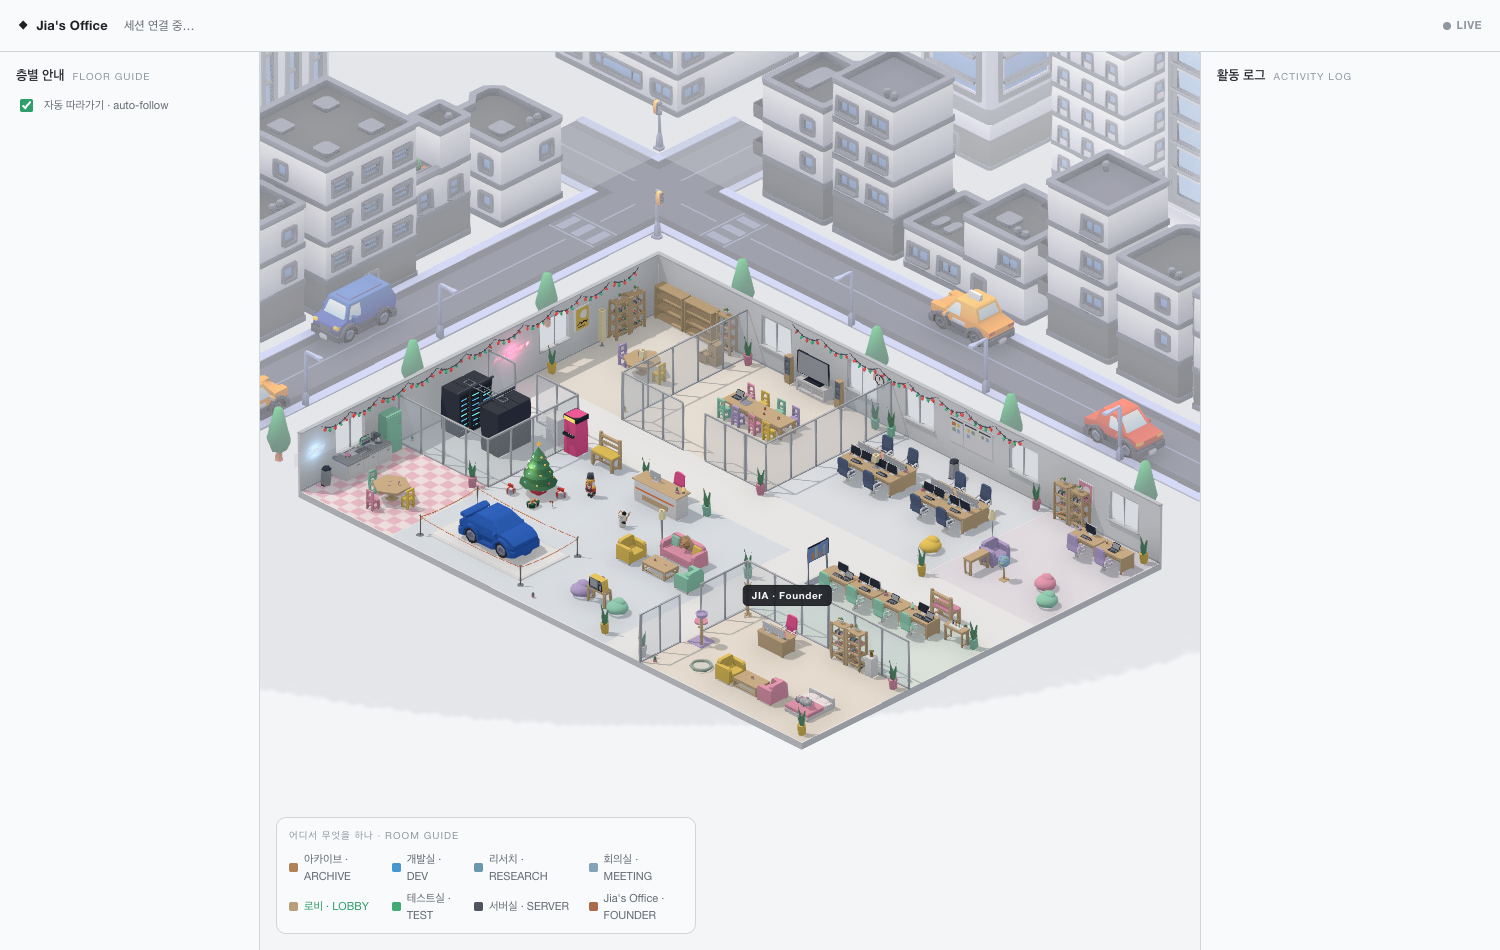 Jia's Office 세션 연결 중...
LIVE
층별 안내 FLOOR GUIDE
자동 따라가기 · auto-follow
활동 로그 ACTIVITY LOG
JIA · Founder
어디서 무엇을 하나 · ROOM GUIDE
아카이브 ·
ARCHIVE
개발실 ·
DEV
리서치 ·
RESEARCH
회의실 ·
MEETING
로비 · LOBBY
테스트실 ·
TEST
서버실 · SERVER
Jia's Office ·
FOUNDER